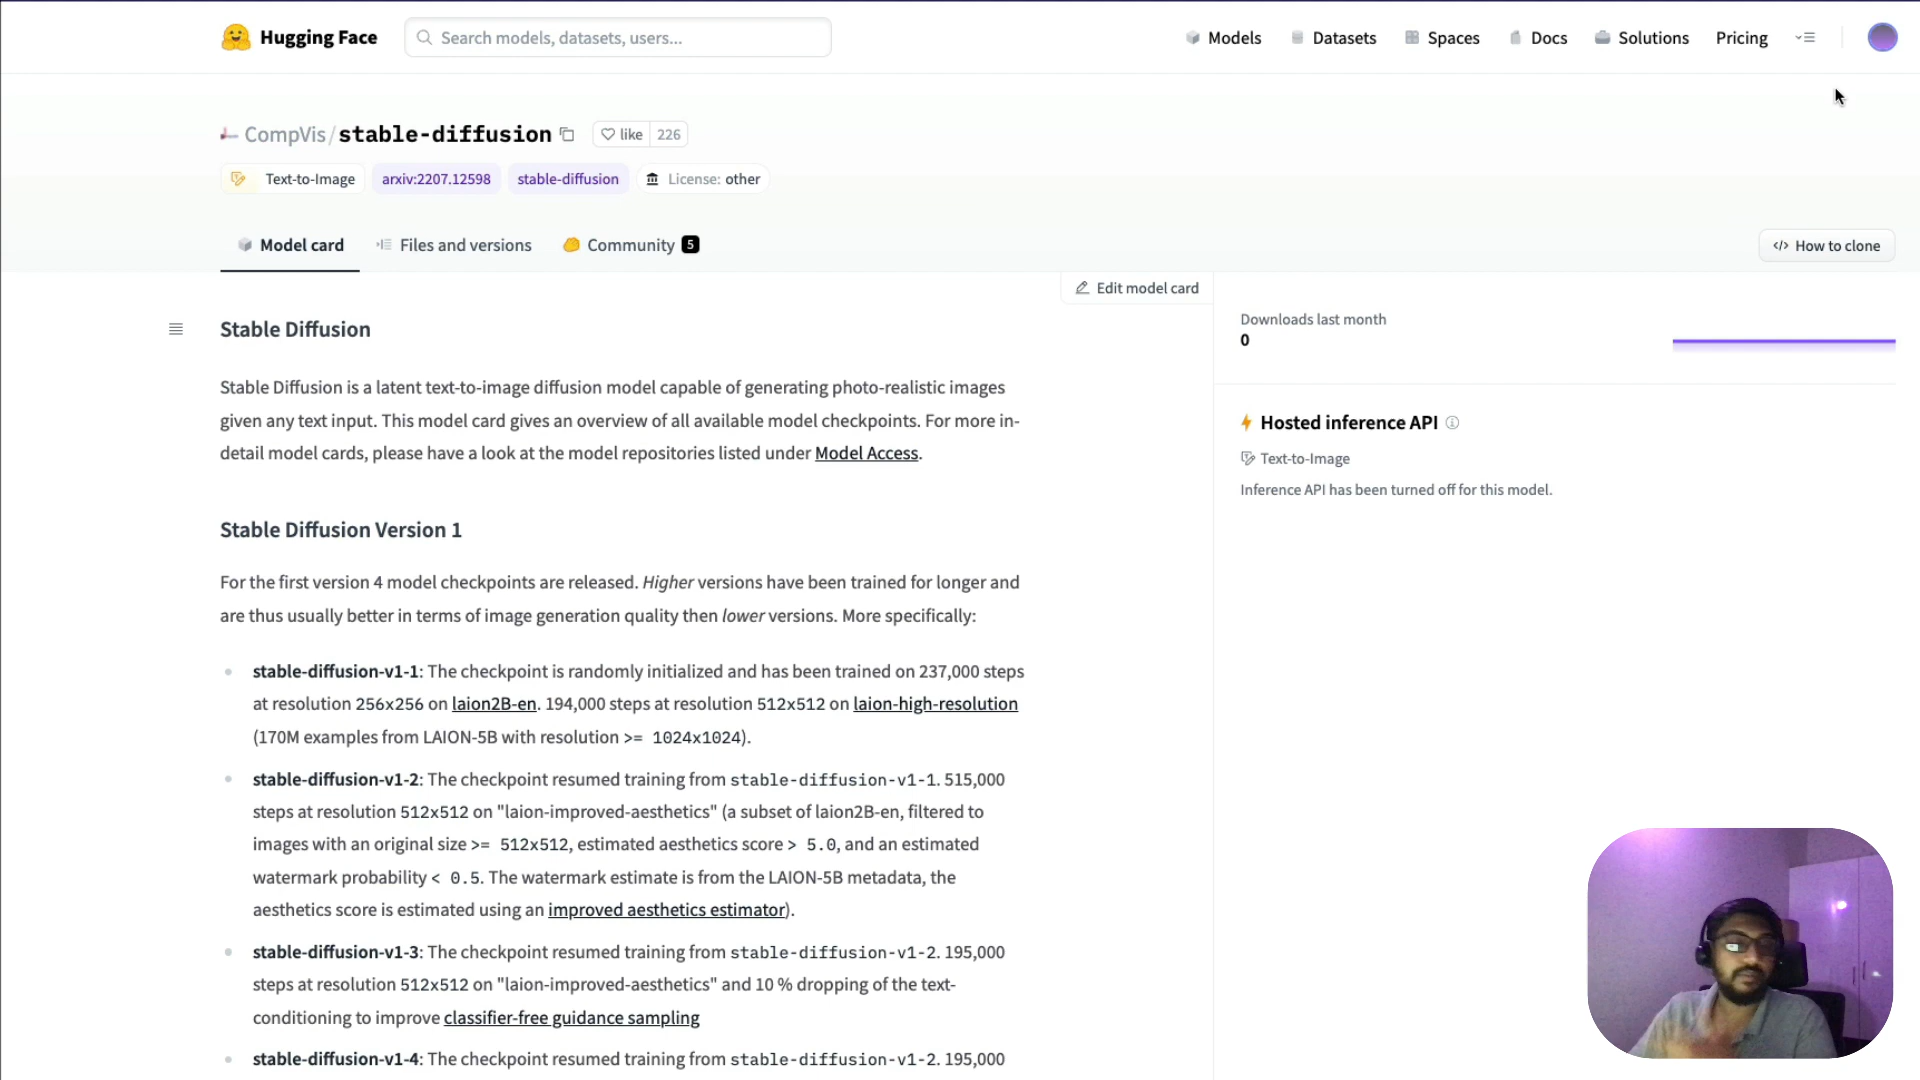 Hugging Face
Search models, datasets, users...
Models
Datasets
Spaces
Docs
Solutions
Pricing
CompVis/stable-diffusion
like 226
Text-to-Image
arxiv:2207.12598
stable-diffusion
License: other
Model card
Files and versions
Community 5
</> How to clone
Edit model card
Stable Diffusion
Stable Diffusion is a latent text-to-image diffusion model capable of generating photo-realistic images
given any text input. This model card gives an overview of all available model checkpoints. For more in-
detail model cards, please have a look at the model repositories listed under Model Access.
Stable Diffusion Version 1
For the first version 4 model checkpoints are released. Higher versions have been trained for longer and
are thus usually better in terms of image generation quality then lower versions. More specifically:
stable-diffusion-v1-1: The checkpoint is randomly initialized and has been trained on 237,000 steps
at resolution 256x256 on laion2B-en. 194,000 steps at resolution 512x512 on laion-high-resolution
(170M examples from LAION-5B with resolution >= 1024x1024).
stable-diffusion-v1-2: The checkpoint resumed training from stable-diffusion-v1-1. 515,000
steps at resolution 512x512 on "laion-improved-aesthetics" (a subset of laion2B-en, filtered to
images with an original size >= 512x512, estimated aesthetics score > 5.0, and an estimated
watermark probability < 0.5. The watermark estimate is from the LAION-5B metadata, the
aesthetics score is estimated using an improved aesthetics estimator).
stable-diffusion-v1-3: The checkpoint resumed training from stable-diffusion-v1-2. 195,000
steps at resolution 512x512 on "laion-improved-aesthetics" and 10 % dropping of the text-
conditioning to improve classifier-free guidance sampling
stable-diffusion-v1-4: The checkpoint resumed training from stable-diffusion-v1-2. 195,000
Downloads last month
0
Hosted inference API
Text-to-Image
Inference API has been turned off for this model.